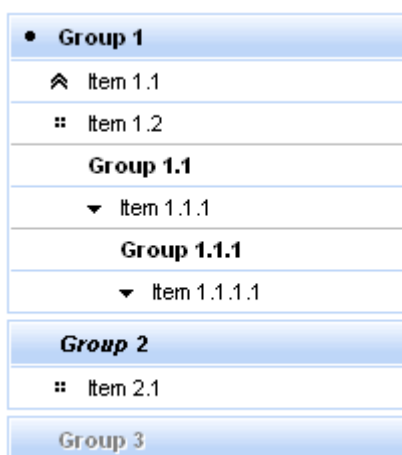 Group 1
Item 1.1
Item 1.2
Group 1.1
Item 1.1.1
Group 1.1.1
Item 1.1.1.1
Group 2
Item 2.1
Group 3